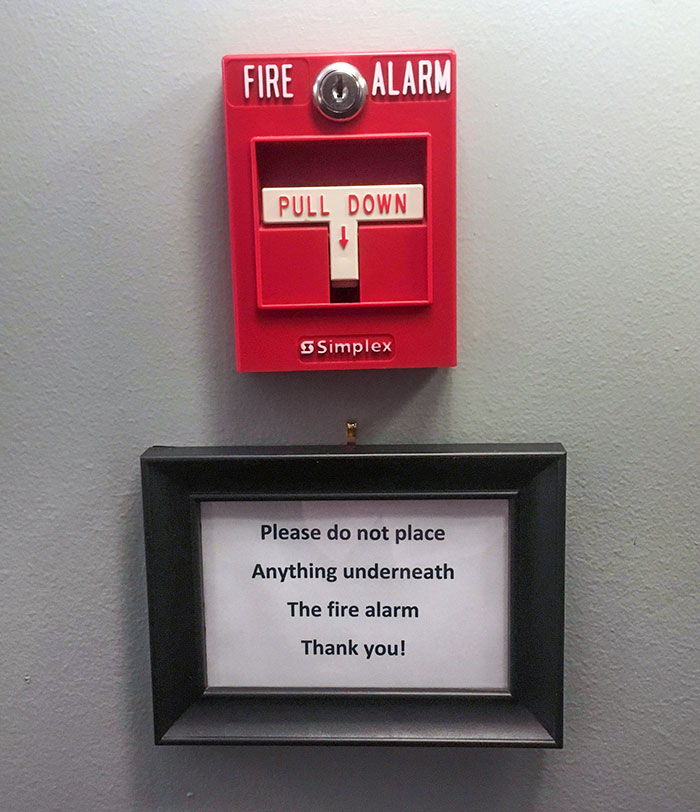 FIRE ALARM
PULL DOWN
Simplex
Please do not place
Anything underneath
The fire alarm
Thank you!